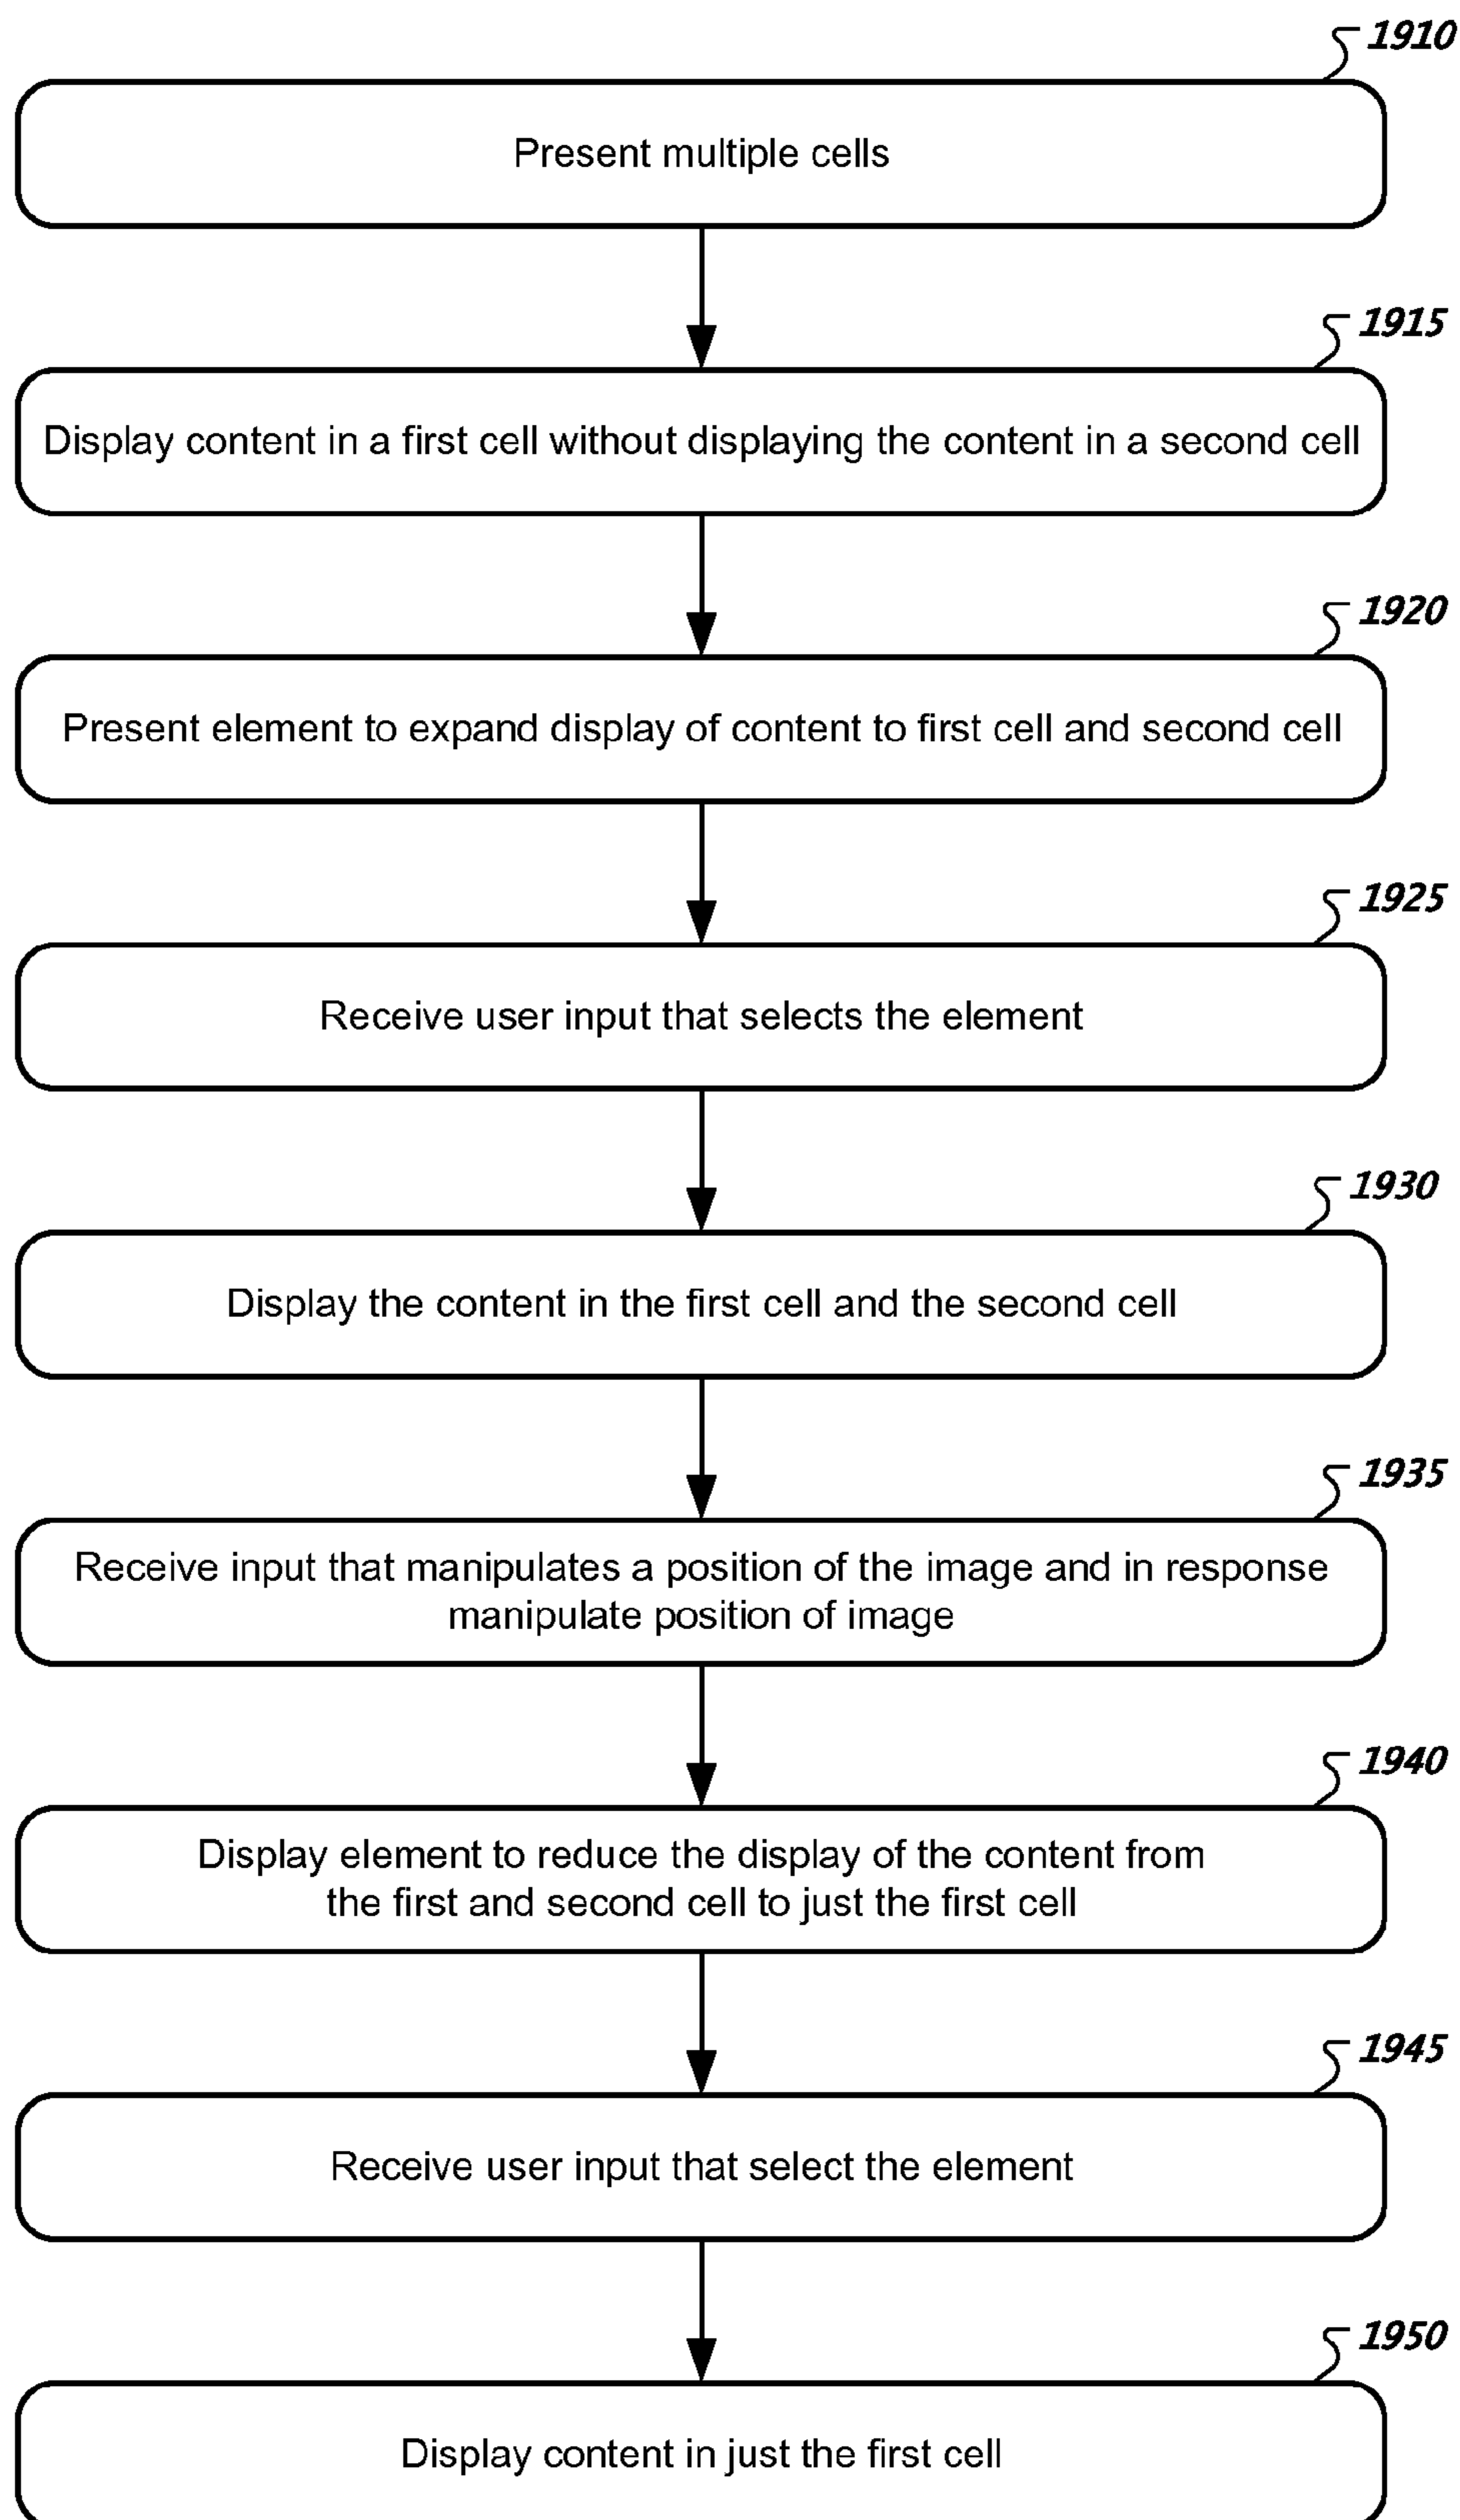 1910
Present multiple cells
1915
Display content in a first cell without displaying the content in a second cell
1920
Present element to expand display of content to first cell and second cell
1925
Receive user input that selects the element
1930
Display the content in the first cell and the second cell
1935
Receive input that manipulates a position of the image and in response
manipulate position of image
1940
Display element to reduce the display of the content from
the first and second cell to just the first cell
1945
Receive user input that select the element
1950
Display content in just the first cell